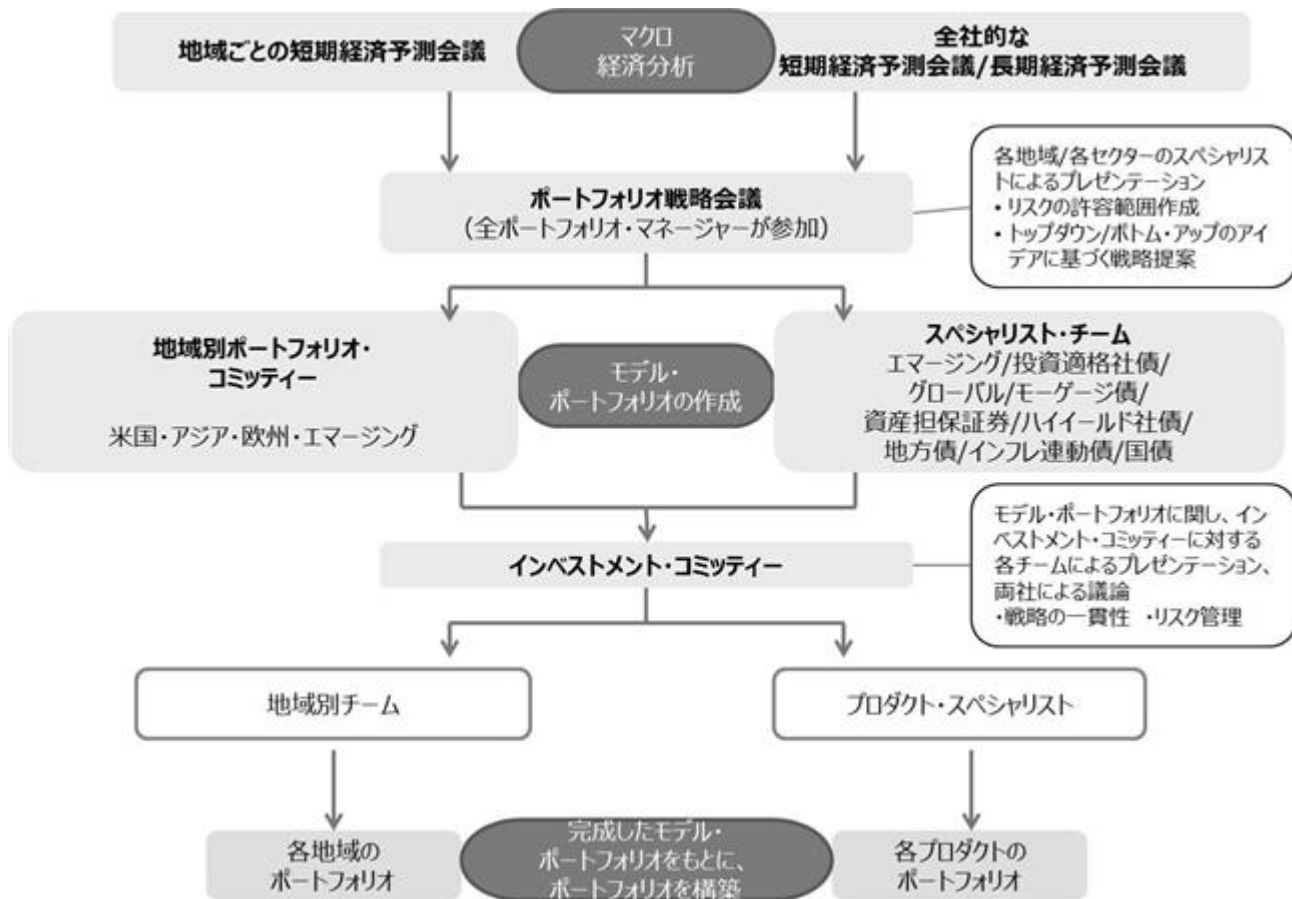 地域ごとの短期経済予測会議
マクロ
経済分析
全社的な
短期経済予測会議/長期経済予測会議
各地域/各セクターのスペシャリス
トによるプレゼンテーション
・リスクの許容範囲作成
・トップダウン/ボトム・アップのアイ
デアに基づく戦略提案
ポートフォリオ戦略会議
（全ポートフォリオ・マネージャーが参加）
地域別ポートフォリオ・
コミッティー
米国・アジア・欧州・エマージング
モデル・
ポートフォリオの作成
スペシャリスト・チーム
エマージング/投資適格社債/
グローバル/モーゲージ債/
資産担保証券/ハイイールド社債/
地方債/インフレ連動債/国債
モデル・ポートフォリオに関し、イン
ベストメント・コミッティーに対する
各チームによるプレゼンテーション、
両社による議論
・戦略の一貫性 ・リスク管理
インベストメント・コミッティー
地域別チーム
プロダクト・スペシャリスト
各地域の
ポートフォリオ
完成したモデル・
ポートフォリオをもとに、
ポートフォリオを構築
各プロダクトの
ポートフォリオ